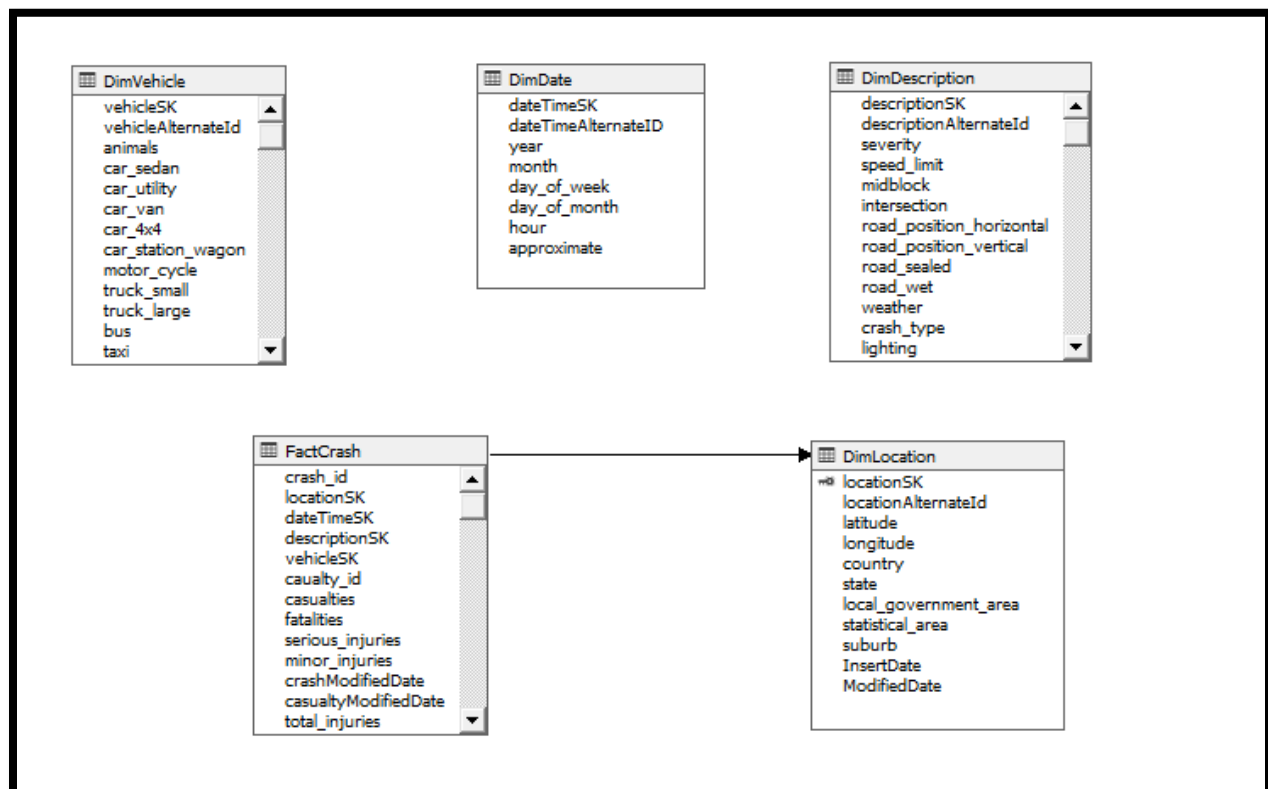 DimVehicle
vehicleSK
vehicleAlternateId
animals
car_sedan
car_utility
car_van
car_4x4
car_station_wagon
motor_cycle
truck_small
truck_large
bus
taxi
DimDate
dateTimeSK
dateTimeAlternateID
year
month
day_of_week
day_of_month
hour
approximate
DimDescription
descriptionSK
descriptionAlternateId
severity
speed_limit
midblock
intersection
road_position_horizontal
road_position_vertical
road_sealed
road_wet
weather
crash_type
lighting
FactCrash
crash_id
locationSK
dateTimeSK
descriptionSK
vehicleSK
caualty_id
casualties
fatalities
serious_injuries
minor_injuries
crashModifiedDate
casualtyModifiedDate
total_injuries
DimLocation
locationSK
locationAlternateId
latitude
longitude
country
state
local_government_area
statistical_area
suburb
InsertDate
ModifiedDate